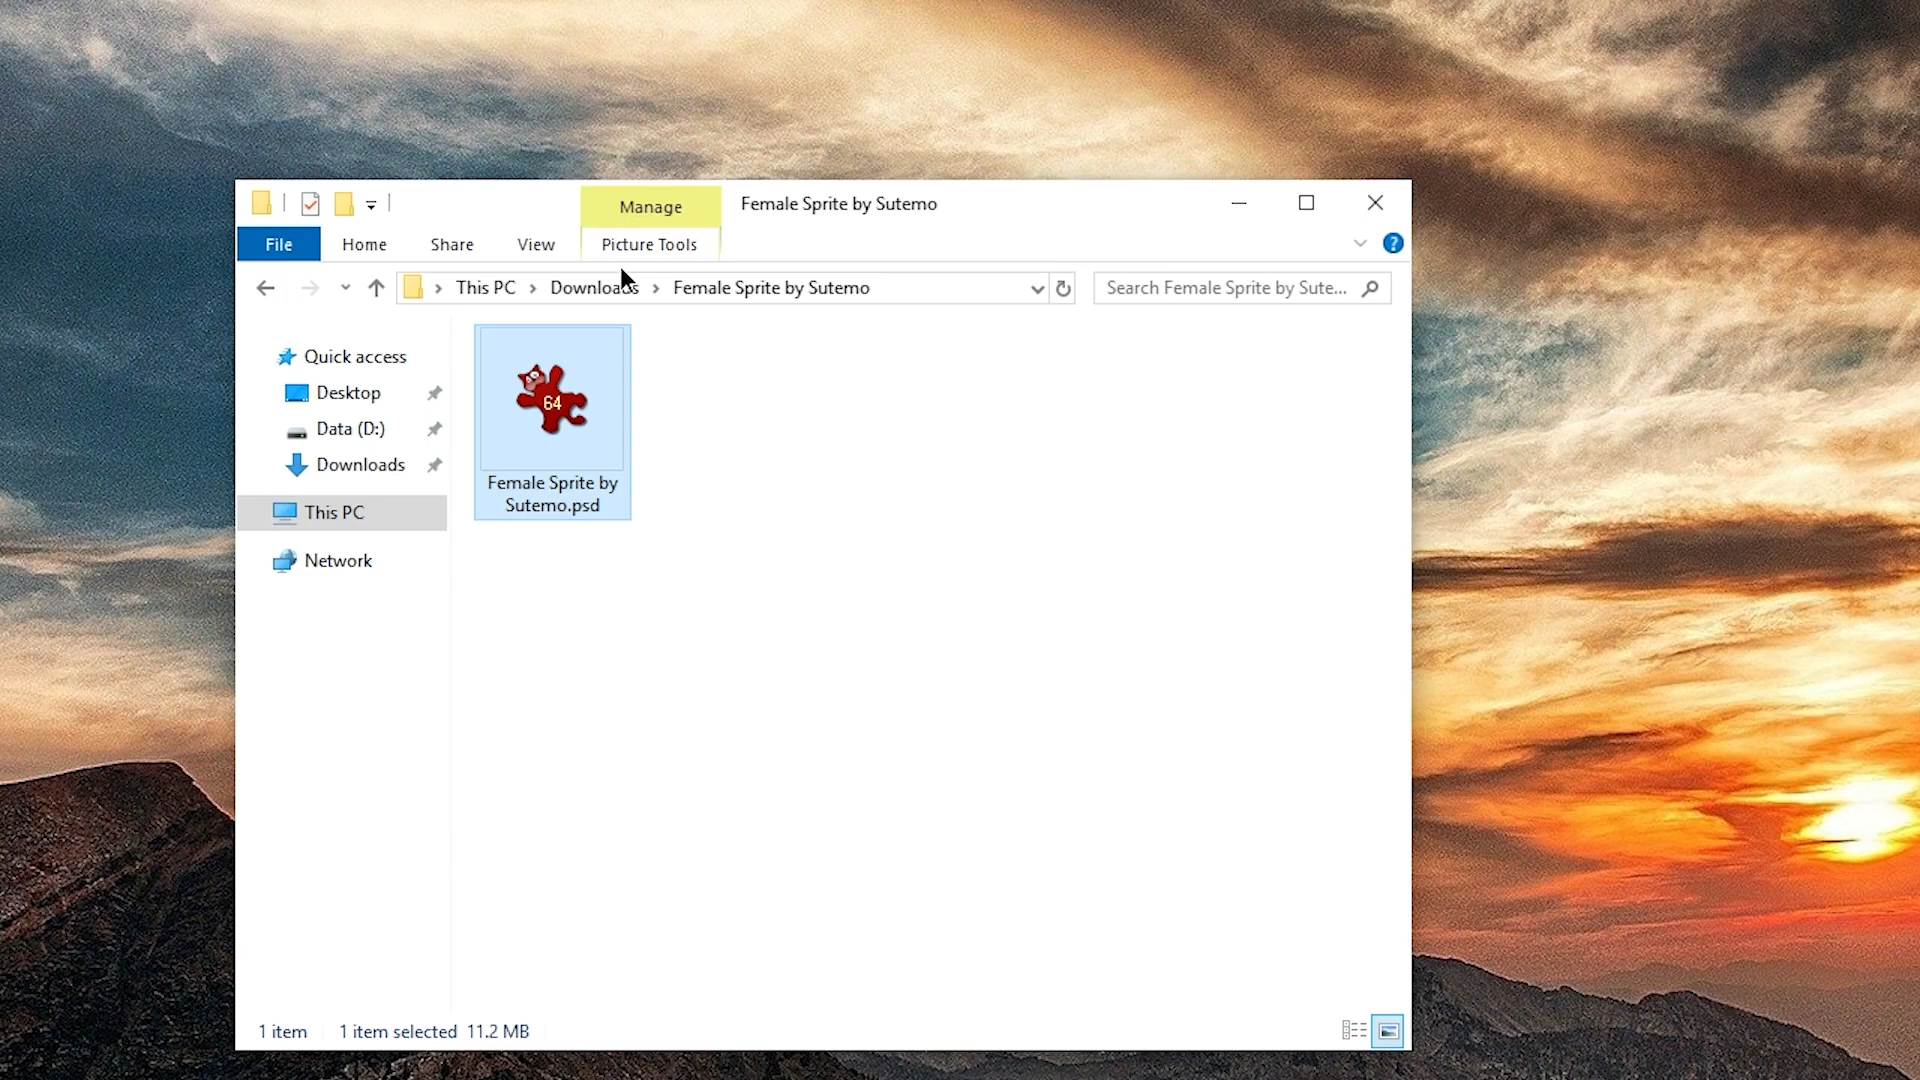 Manage
Female Sprite by Sutemo
File
Home
Share
View
Picture Tools
?
This PC
Downloads
Female Sprite by Sutemo
Search Female Sprite by Sute...
Quick access
Desktop
Data (D:)
Downloads
This PC
Network
64
Female Sprite by
Sutemo.psd
1 item
1 item selected 11.2 MB